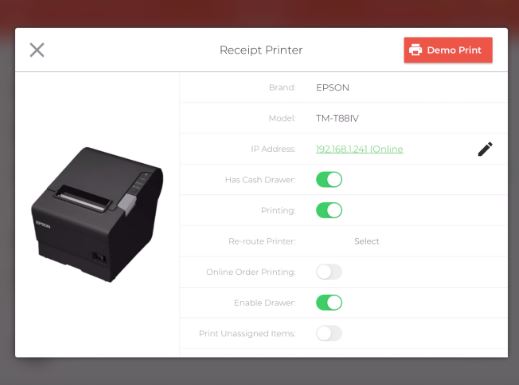 Receipt Printer
Demo Print
Brand: EPSON
Model: TM-T88IV
IP Address: 192.168.1.241 (Online
Has Cash Drawer:
Printing:
Re-route Printer: Select
Online Order Printing:
Enable Drawer:
Print Unassigned Items:
EPSON